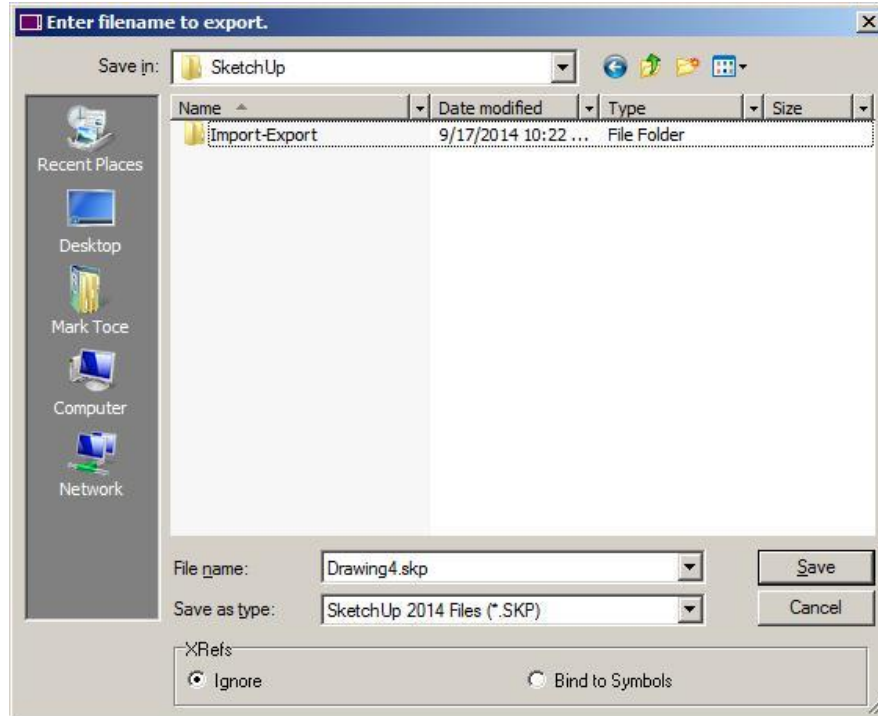 Enter filename to export.
Save in: SketchUp
Name Date modified Type Size
Import-Export 9/17/2014 10:22 ... File Folder
Recent Places
Desktop
Mark Toce
Computer
Network
File name: Drawing4.skp Save
Save as type: SketchUp 2014 Files (*.SKP) Cancel
XRefs
Ignore Bind to Symbols